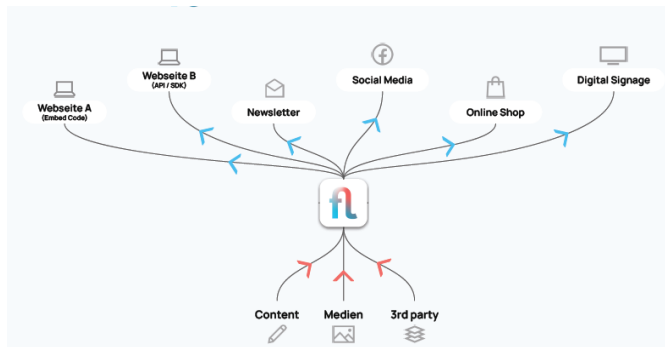 Social Media
Digital Signage
Webseite B
(API / SDK)
Webseite A
(Embed Code)
Newsletter
Online Shop
fl
Content
Medien
3rd party